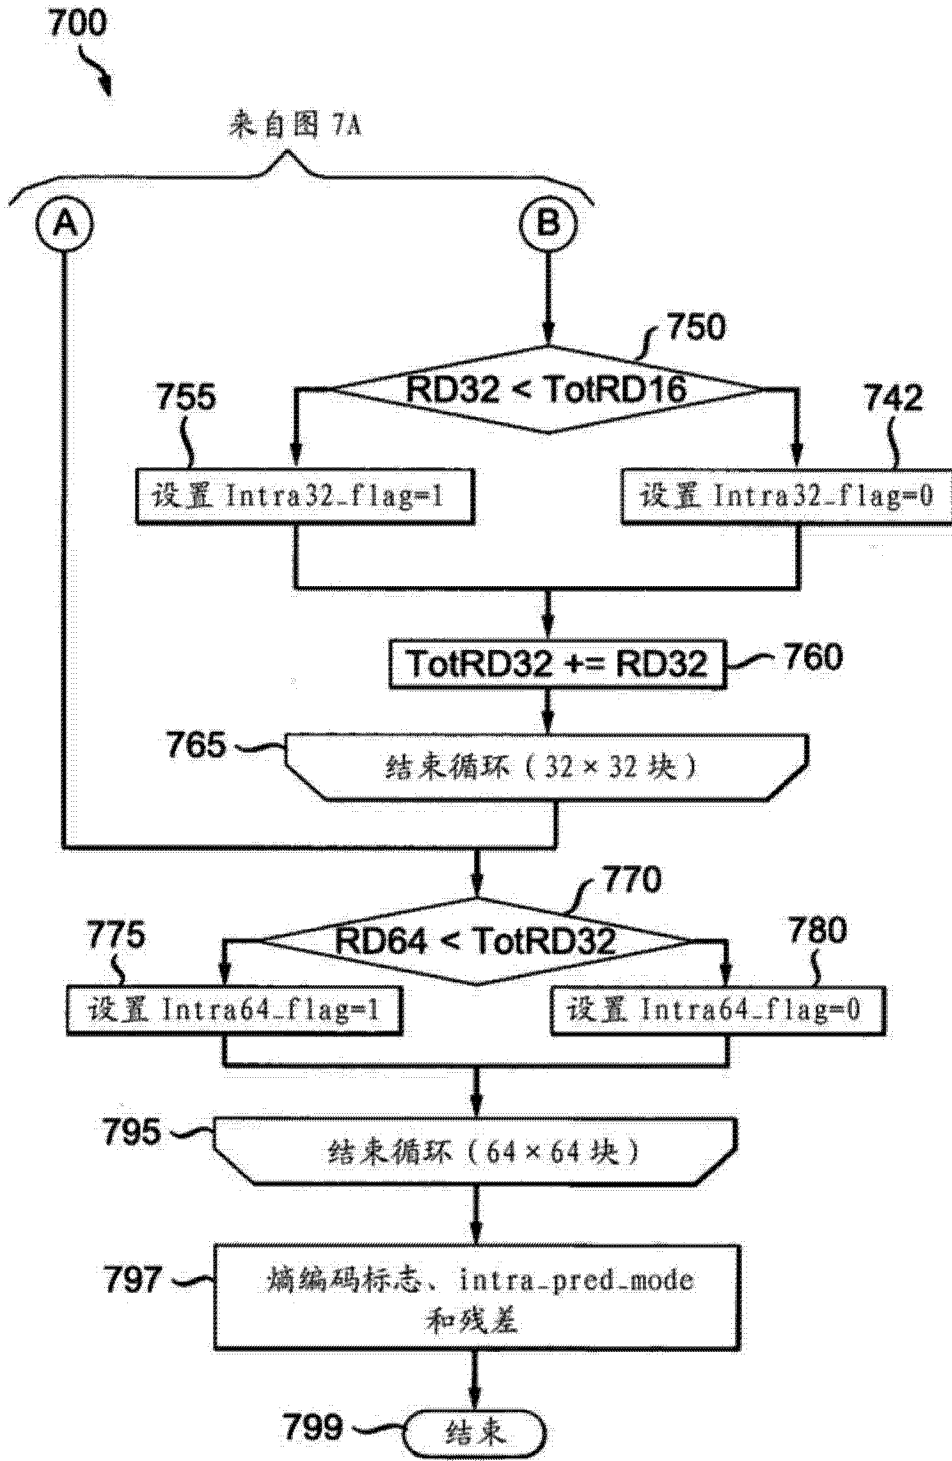 700
来自图 7A
A
B
750
RD32 < TotRD16
755
742
设置 Intra32_flag=1
设置 Intra32_flag=0
TotRD32 += RD32
760
765
结束循环（32×32 块）
770
RD64 < TotRD32
775
780
设置 Intra64_flag=1
设置 Intra64_flag=0
795
结束循环（64×64 块）
797
熵编码标志、intra_pred_mode
和残差
799
结束